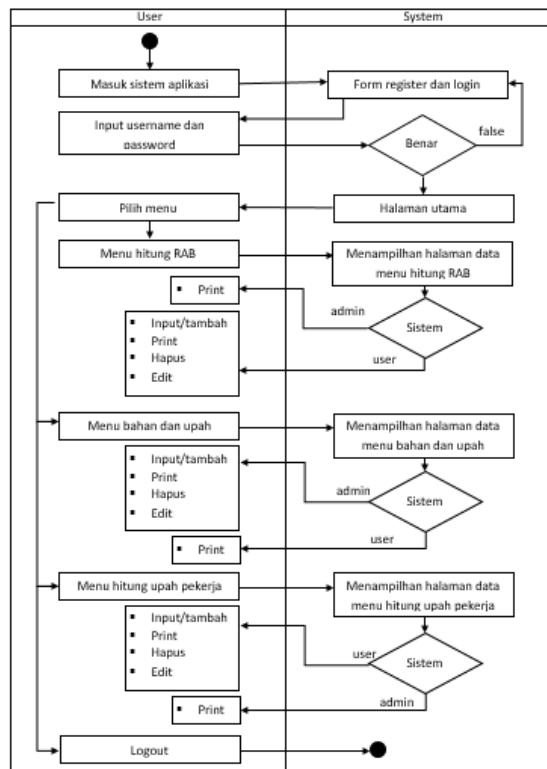 User
System
Masuk sistem aplikasi
Form register dan login
Input username dan
password
Benar
false
Pilih menu
Halaman utama
Menu hitung RAB
Menampilhan halaman data
menu hitung RAB
▪ Print
admin
Sistem
▪ Input/tambah
▪ Print
▪ Hapus
▪ Edit
user
Menu bahan dan upah
Menampilhan halaman data
menu bahan dan upah
▪ Input/tambah
▪ Print
▪ Hapus
▪ Edit
admin
Sistem
user
▪ Print
Menu hitung upah pekerja
Menampilhan halaman data
menu hitung upah pekerja
▪ Input/tambah
▪ Print
▪ Hapus
▪ Edit
user
Sistem
admin
▪ Print
Logout